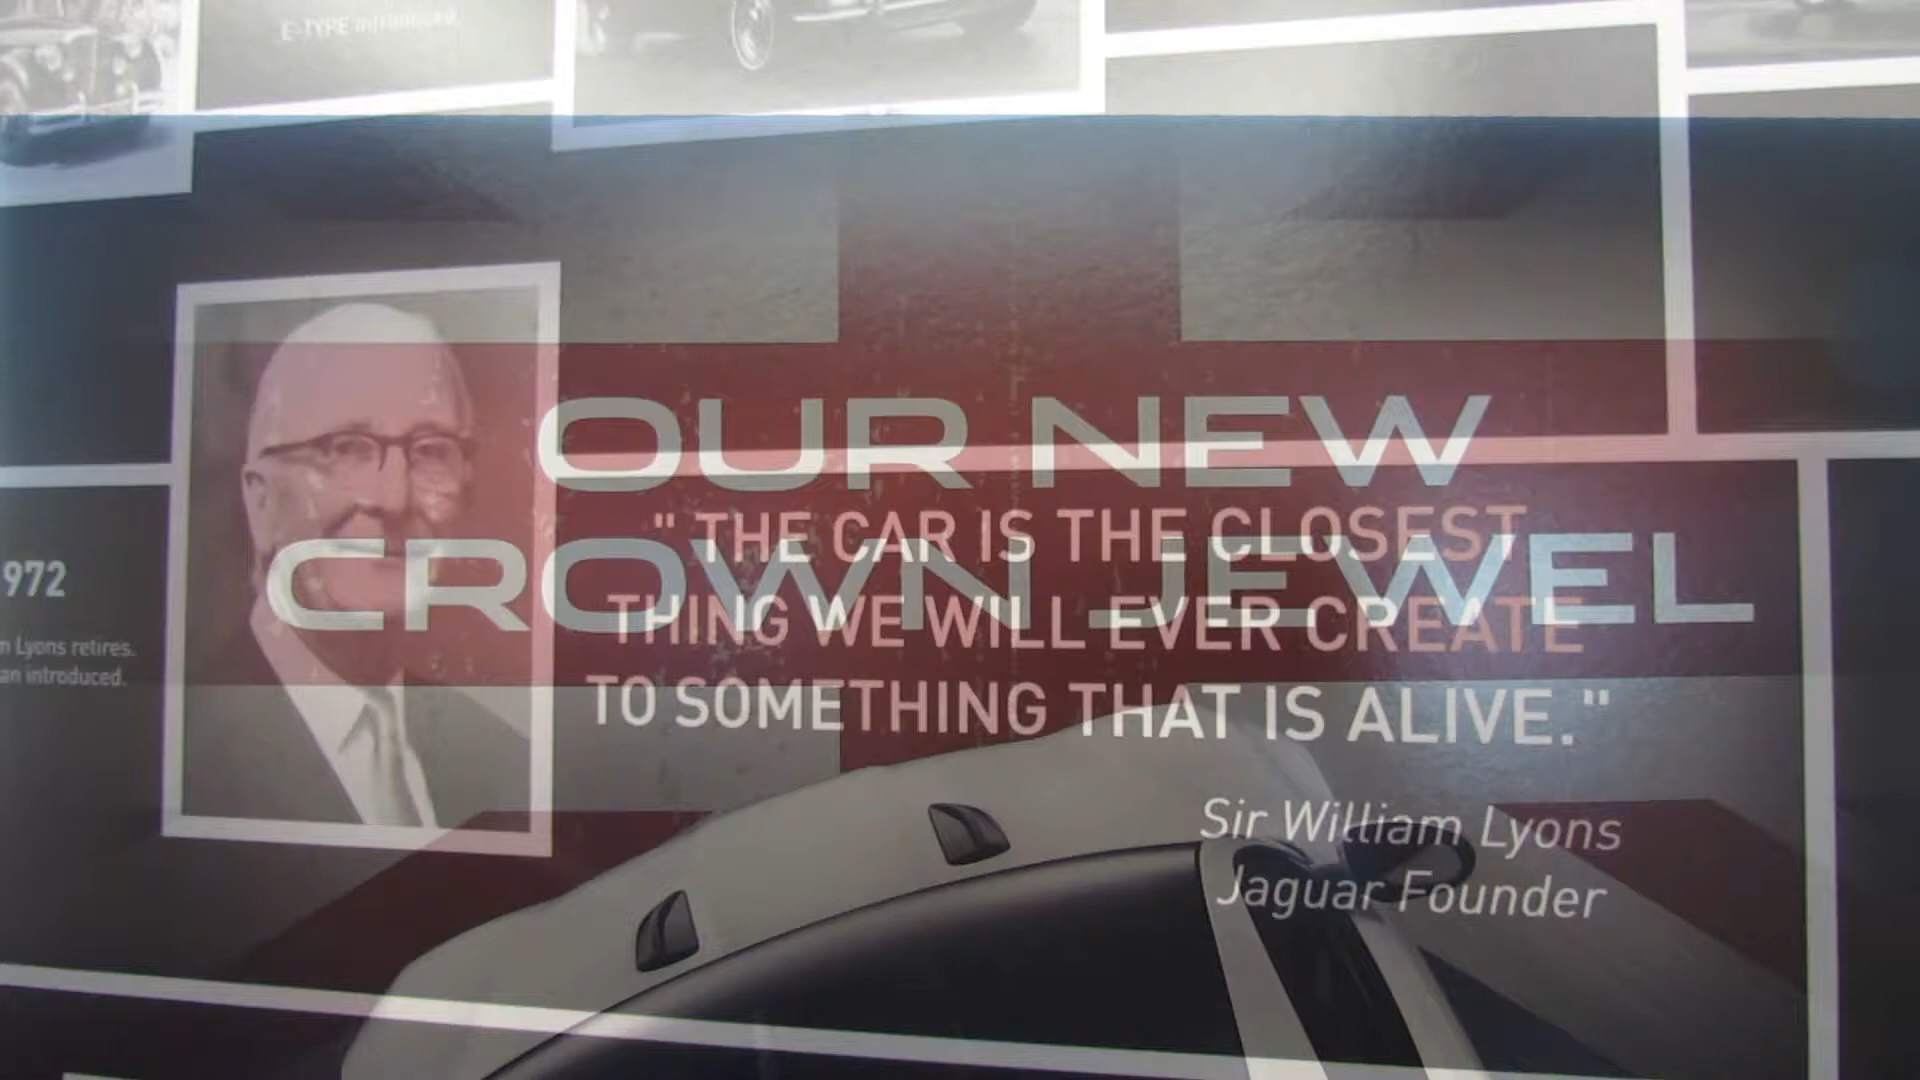 E-TYPE introduced.
OUR NEW
CROWN JEWEL
" THE CAR IS THE CLOSEST
THING WE WILL EVER CREATE
TO SOMETHING THAT IS ALIVE."
Sir William Lyons
Jaguar Founder
972
Lyons retires.
introduced.